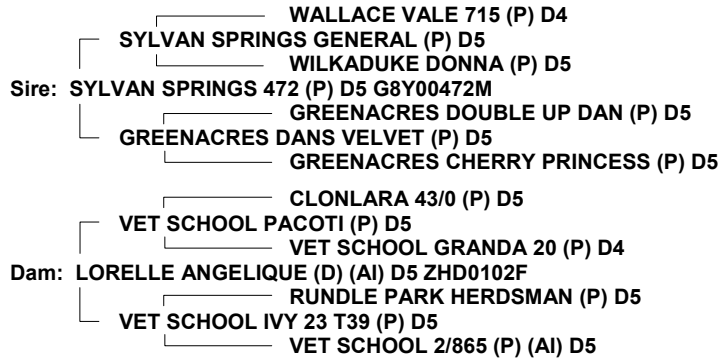 WALLACE VALE 715 (P) D4
SYLVAN SPRINGS GENERAL (P) D5
WILKADUKE DONNA (P) D5
Sire: SYLVAN SPRINGS 472 (P) D5 G8Y00472M
GREENACRES DOUBLE UP DAN (P) D5
GREENACRES DANS VELVET (P) D5
GREENACRES CHERRY PRINCESS (P) D5
CLONLARA 43/0 (P) D5
VET SCHOOL PACOTI (P) D5
VET SCHOOL GRANDA 20 (P) D4
Dam: LORELLE ANGELIQUE (D) (AI) D5 ZHD0102F
RUNDLE PARK HERDSMAN (P) D5
VET SCHOOL IVY 23 T39 (P) D5
VET SCHOOL 2/865 (P) (AI) D5